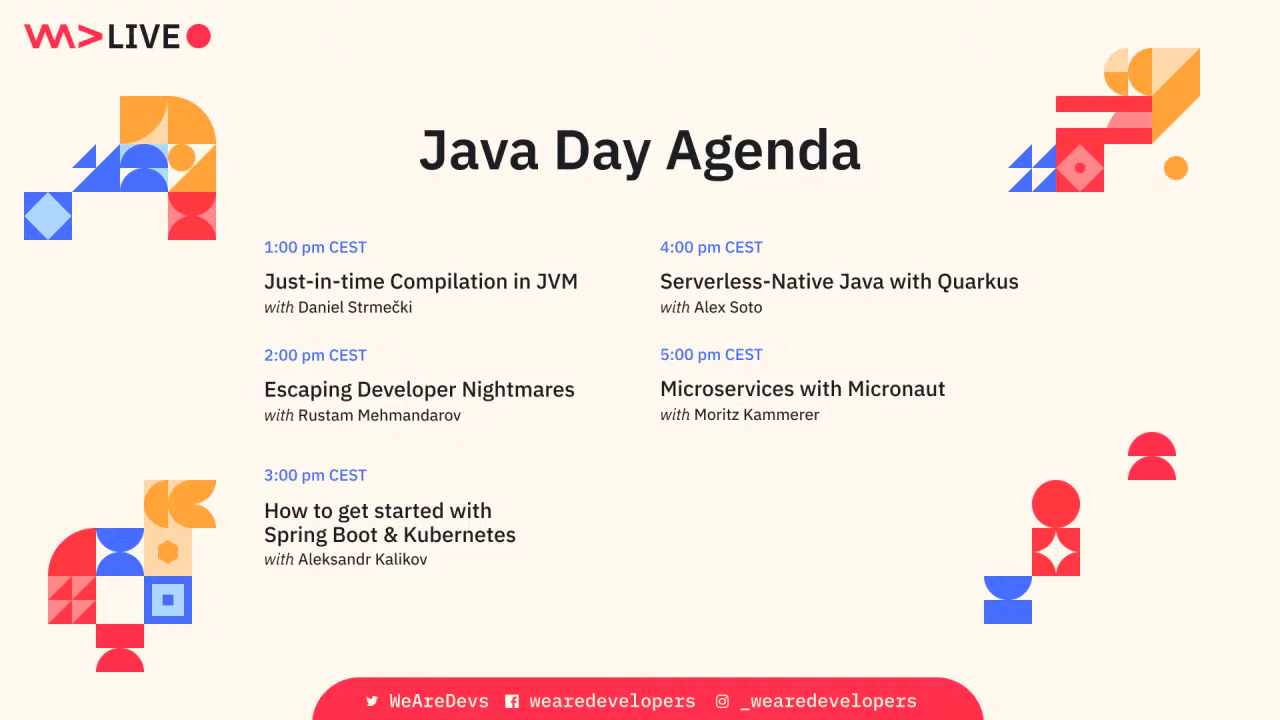 WA>LIVE
Java Day Agenda
1:00 pm CEST
Just-in-time Compilation in JVM
with Daniel Strmečki
2:00 pm CEST
Escaping Developer Nightmares
with Rustam Mehmandarov
3:00 pm CEST
How to get started with
Spring Boot & Kubernetes
with Aleksandr Kalikov
4:00 pm CEST
Serverless-Native Java with Quarkus
with Alex Soto
5:00 pm CEST
Microservices with Micronaut
with Moritz Kammerer
WeAreDevs wearedevelopers _wearedevelopers